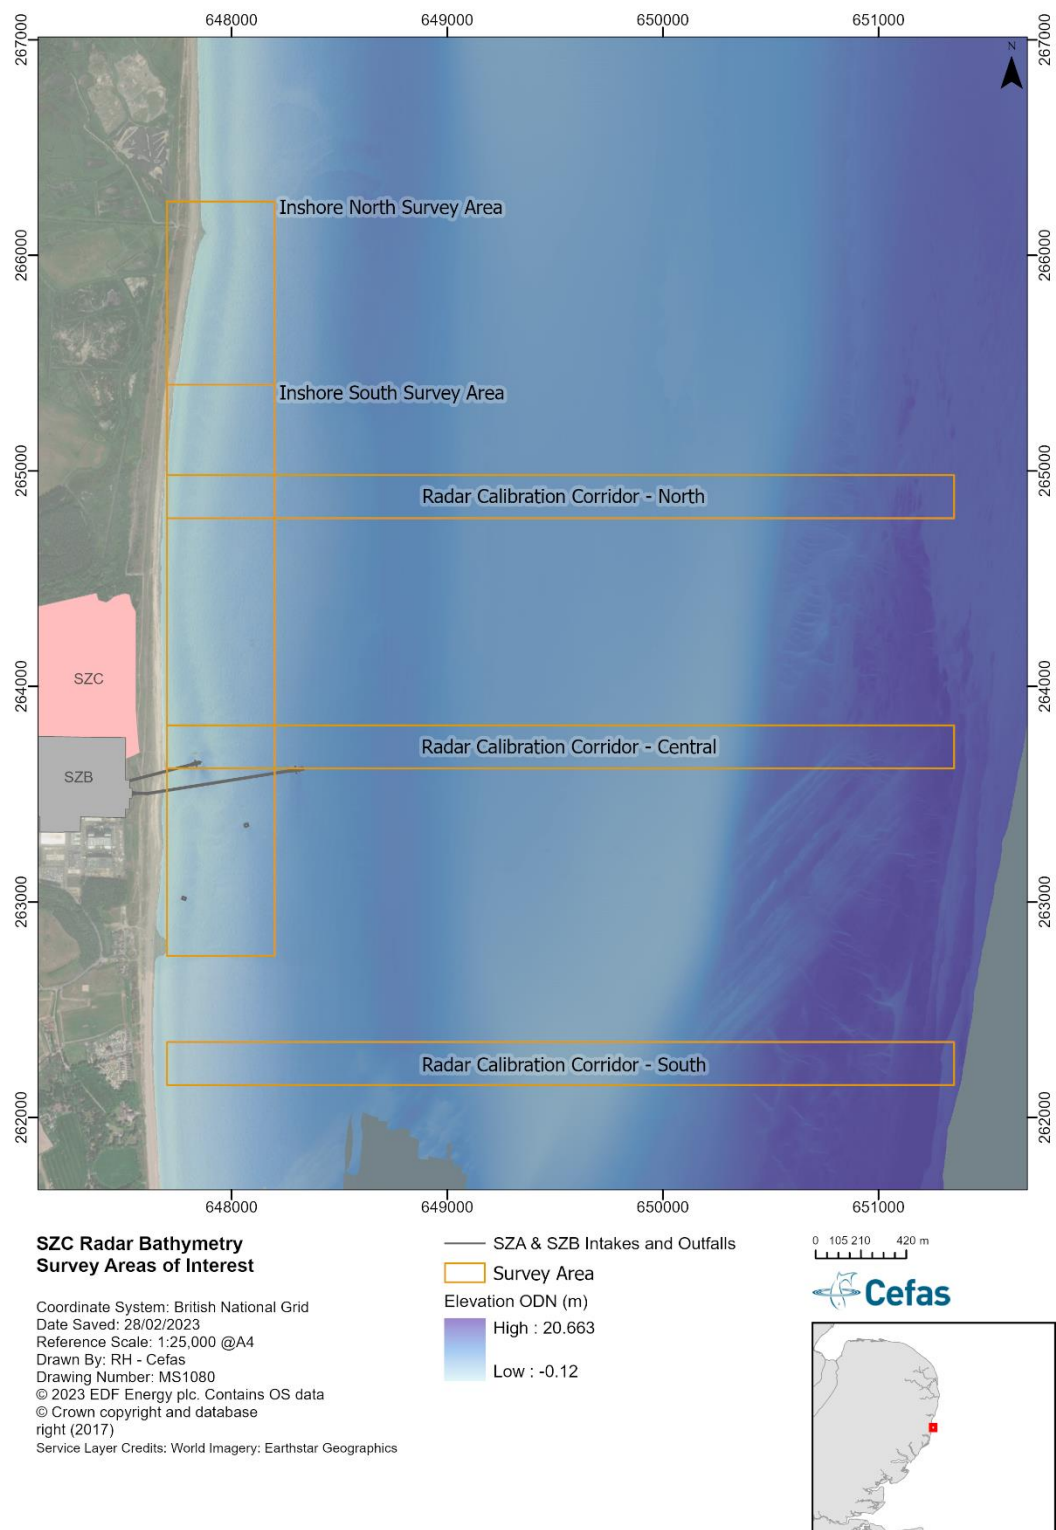 648000 649000 650000 651000
267000 267000
N
Inshore North Survey Area
266000 266000
Inshore South Survey Area
265000 265000
Radar Calibration Corridor - North
264000 264000
SZC
Radar Calibration Corridor - Central
SZB
263000 263000
Radar Calibration Corridor - South
262000 262000
648000 649000 650000 651000
SZC Radar Bathymetry
Survey Areas of Interest
Coordinate System: British National Grid
Date Saved: 28/02/2023
Reference Scale: 1:25,000 @A4
Drawn By: RH - Cefas
Drawing Number: MS1080
© 2023 EDF Energy plc. Contains OS data
© Crown copyright and database
right (2017)
Service Layer Credits: World Imagery: Earthstar Geographics
SZA & SZB Intakes and Outfalls
Survey Area
Elevation ODN (m)
High : 20.663
Low : -0.12
0 105 210 420 m
Cefas